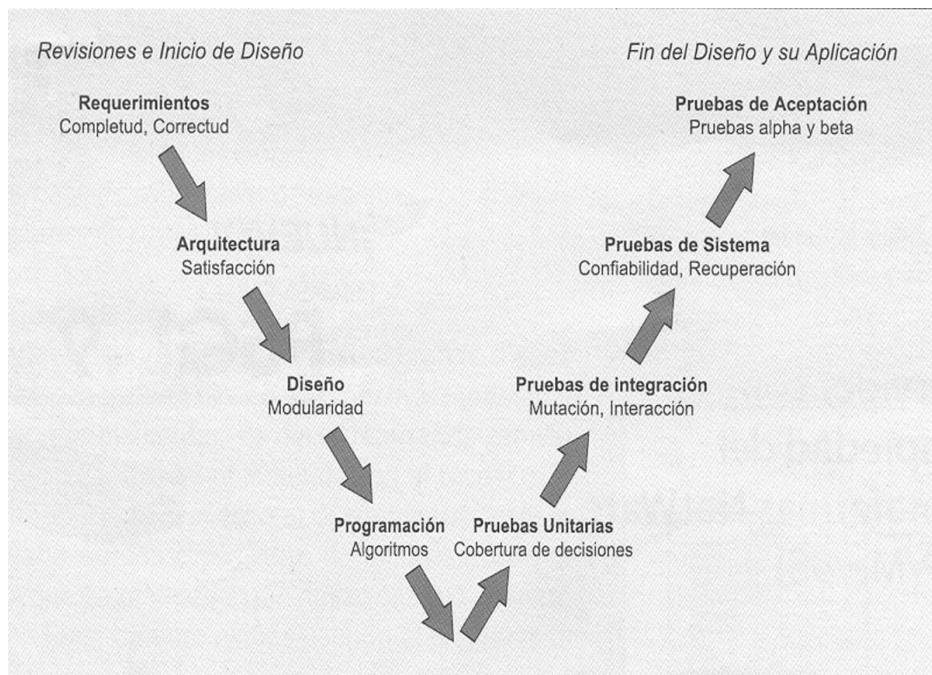 Revisiones e Inicio de Diseño
Fin del Diseño y su Aplicación
Requerimientos
Completud, Correctud
Pruebas de Aceptación
Pruebas alpha y beta
Arquitectura
Satisfacción
Pruebas de Sistema
Confiabilidad, Recuperación
Diseño
Modularidad
Pruebas de integración
Mutación, Interacción
Programación
Algoritmos
Pruebas Unitarias
Cobertura de decisiones